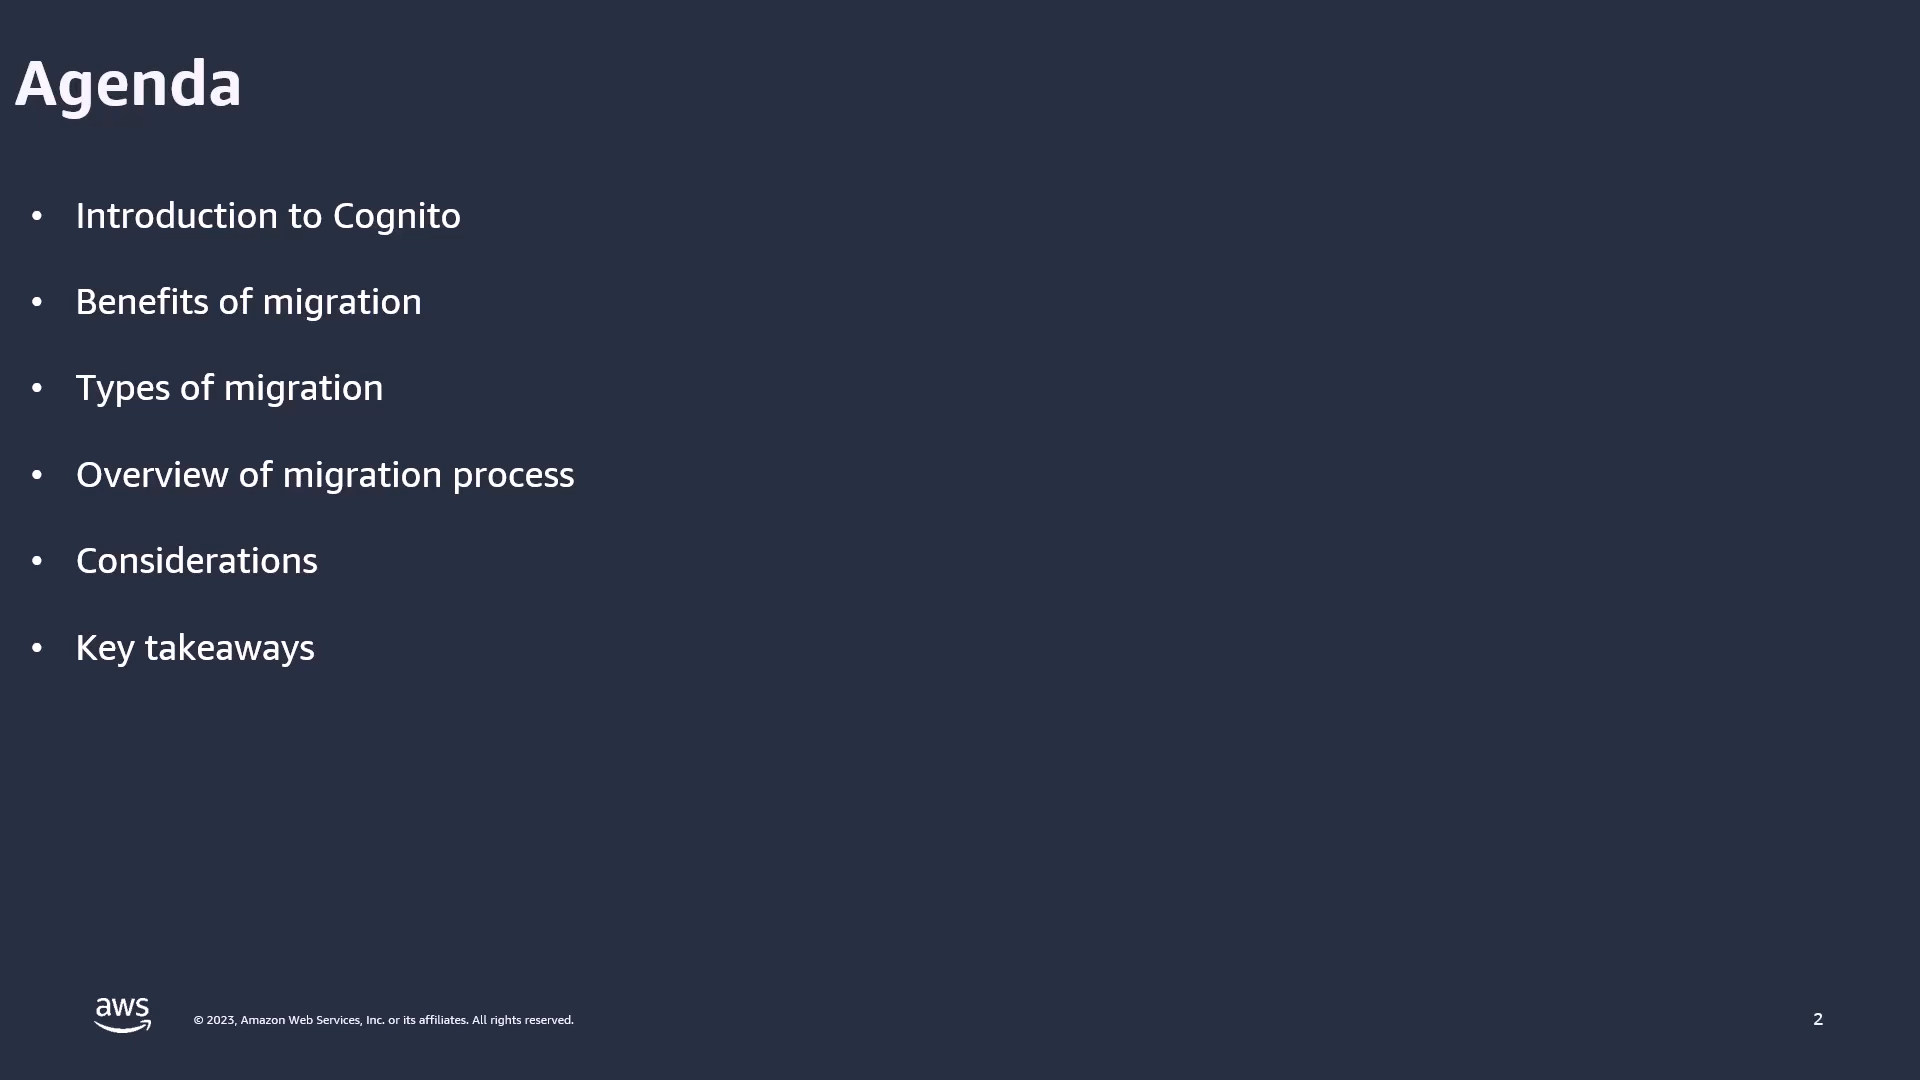 Agenda
• Introduction to Cognito
• Benefits of migration
• Types of migration
• Overview of migration process
• Considerations
• Key takeaways
aws
© 2023, Amazon Web Services, Inc. or its affiliates. All rights reserved.
2